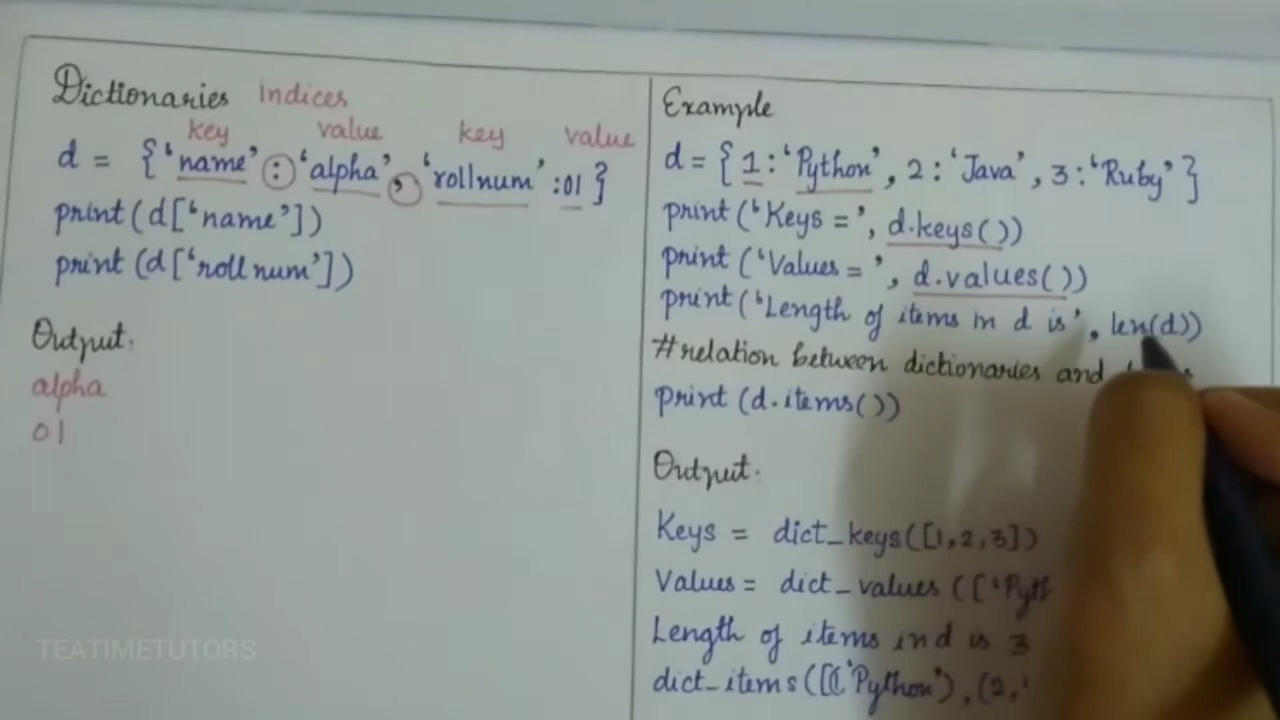 Dictionaries indices
key value key value
d = {'name' : 'alpha', 'rollnum' : 01}
print(d['name'])
print(d['rollnum'])
Output:
alpha
01
Example
d = {1:'Python', 2:'Java', 3:'Ruby'}
print('Keys =', d.keys())
print('Values = ', d.values())
print('Length of items in d is', len(d))
#relation between dictionaries and
print(d.items())
Output:
Keys = dict_keys([1,2,3])
Values = dict_values(['Pyth
Length of items in d is 3
dict_items([('Python'),(2,'
TEATIMETUTORS